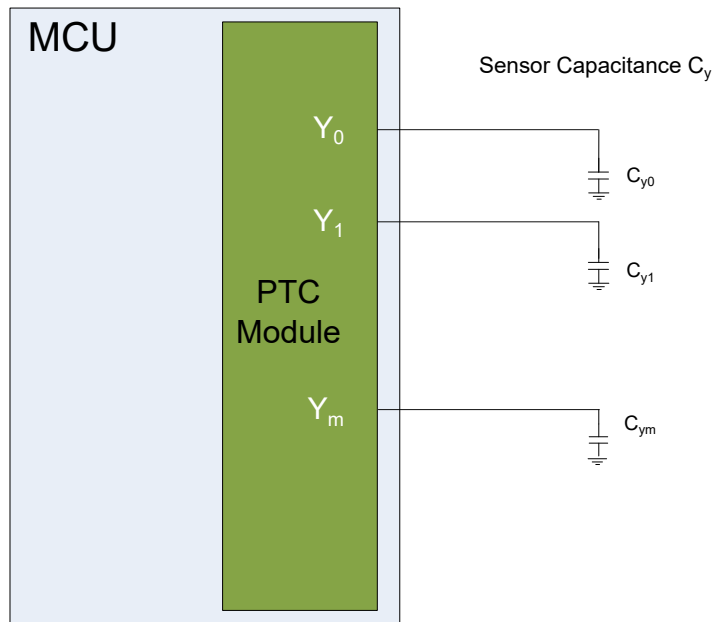 MCU
Sensor Capacitance Cy
Y0
Cy0
Y1
Cy1
PTC
Module
Ym
Cym